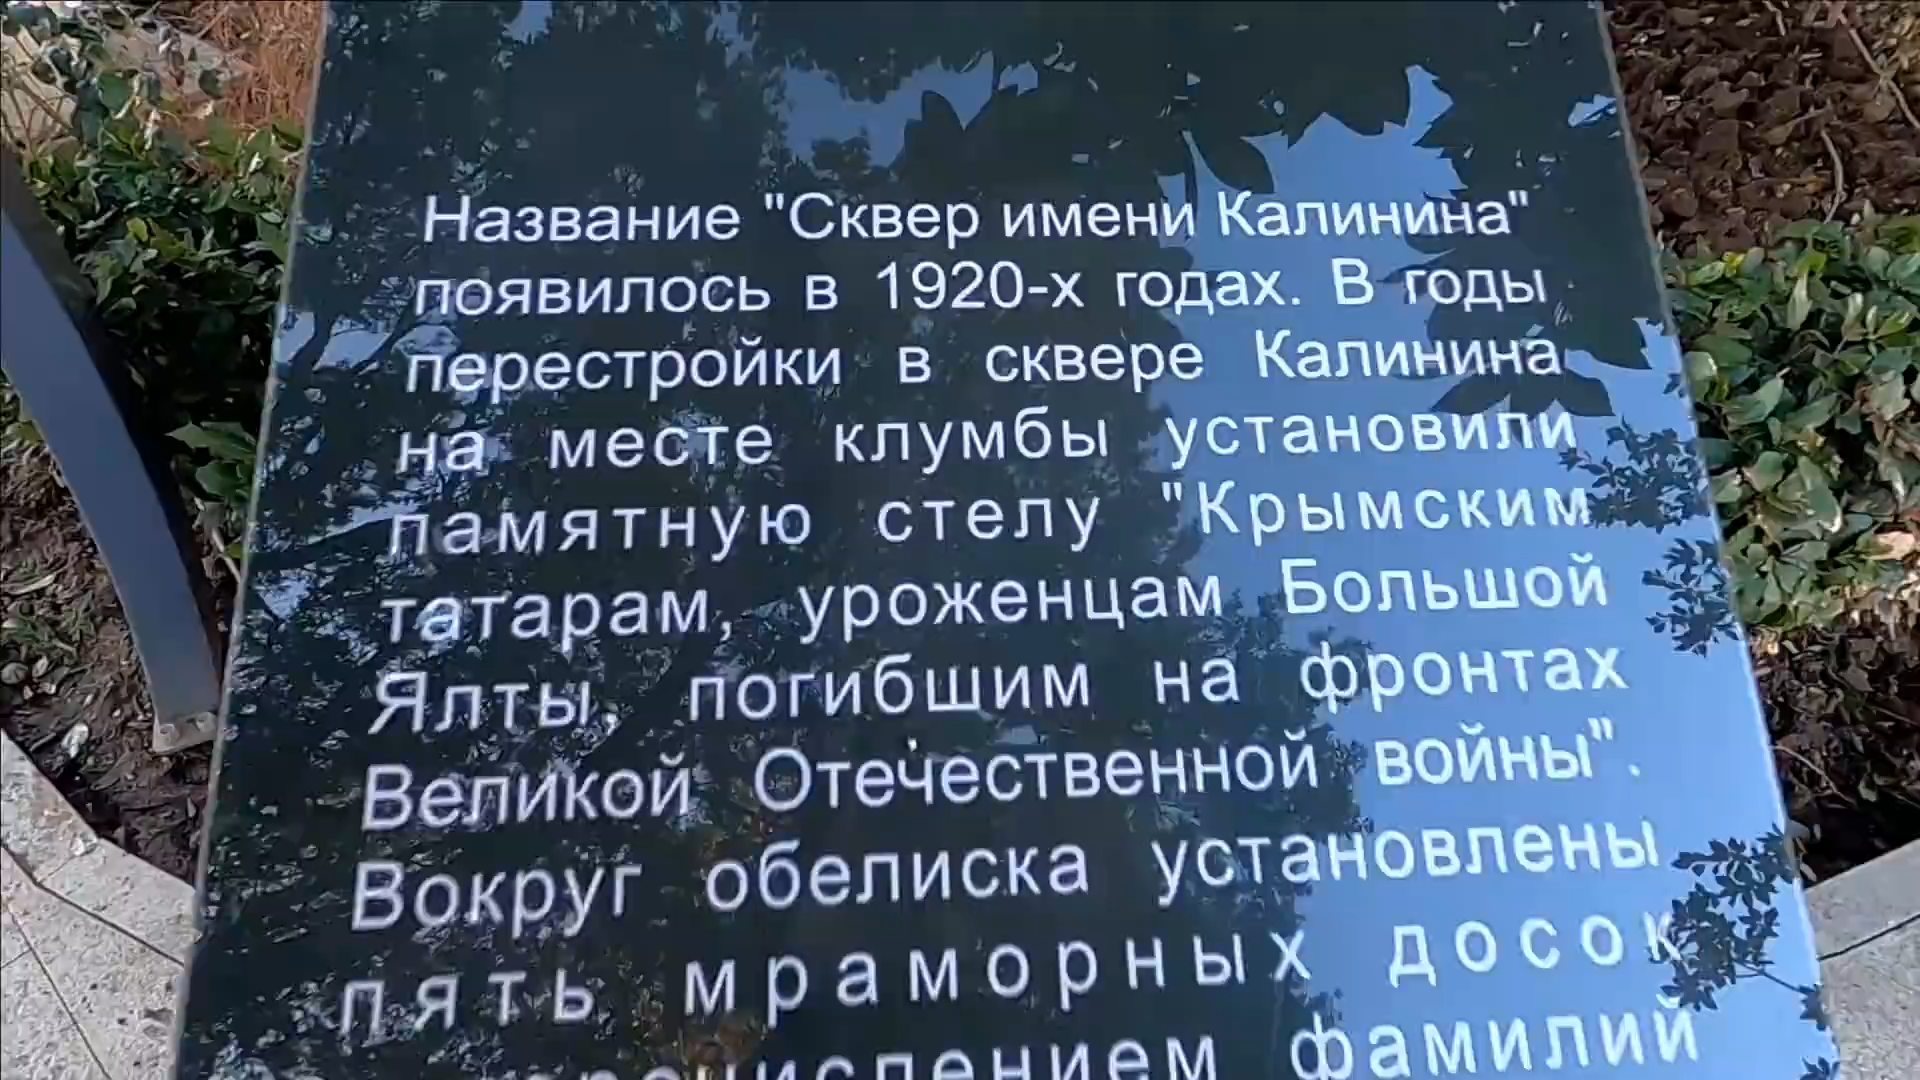 Название "Сквер имени Калинина"
появилось в 1920-х годах. В годы
перестройки в сквере Калинина
на месте клумбы установили
памятную стелу "Крымским
татарам, уроженцам Большой
Ялты, погибшим на фронтах
Великой Отечественной войны".
Вокруг обелиска установлены
пять мраморных досок
фамилий